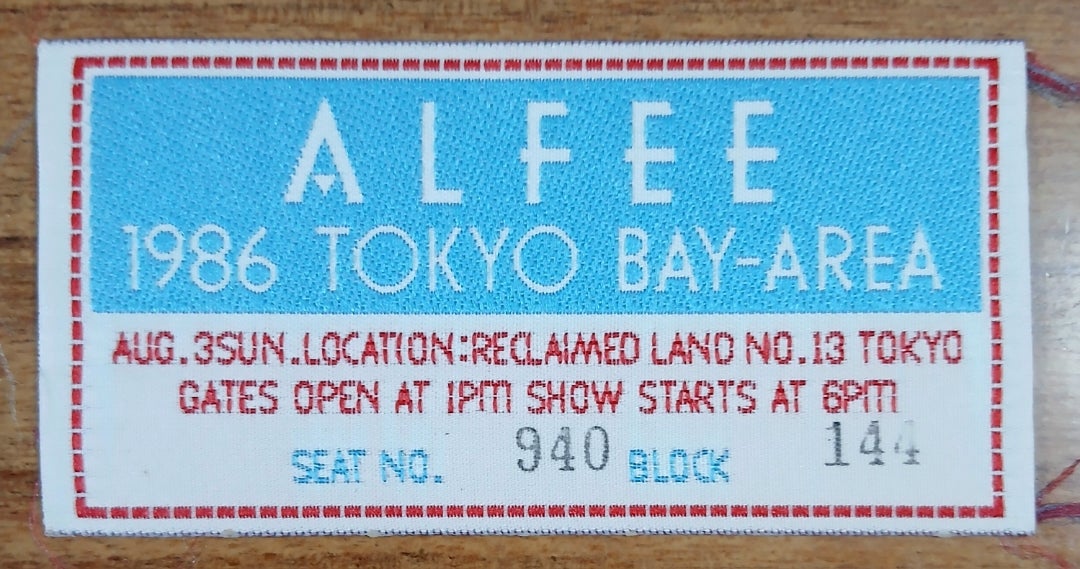 ALFEE
1986 TOKYO BAY-AREA
AUG.3SUN.LOCATION:RECLAIMED LAND NO.13 TOKYO
GATES OPEN AT 1PM SHOW STARTS AT 6PM
SEAT NO. 940 BLOCK 144